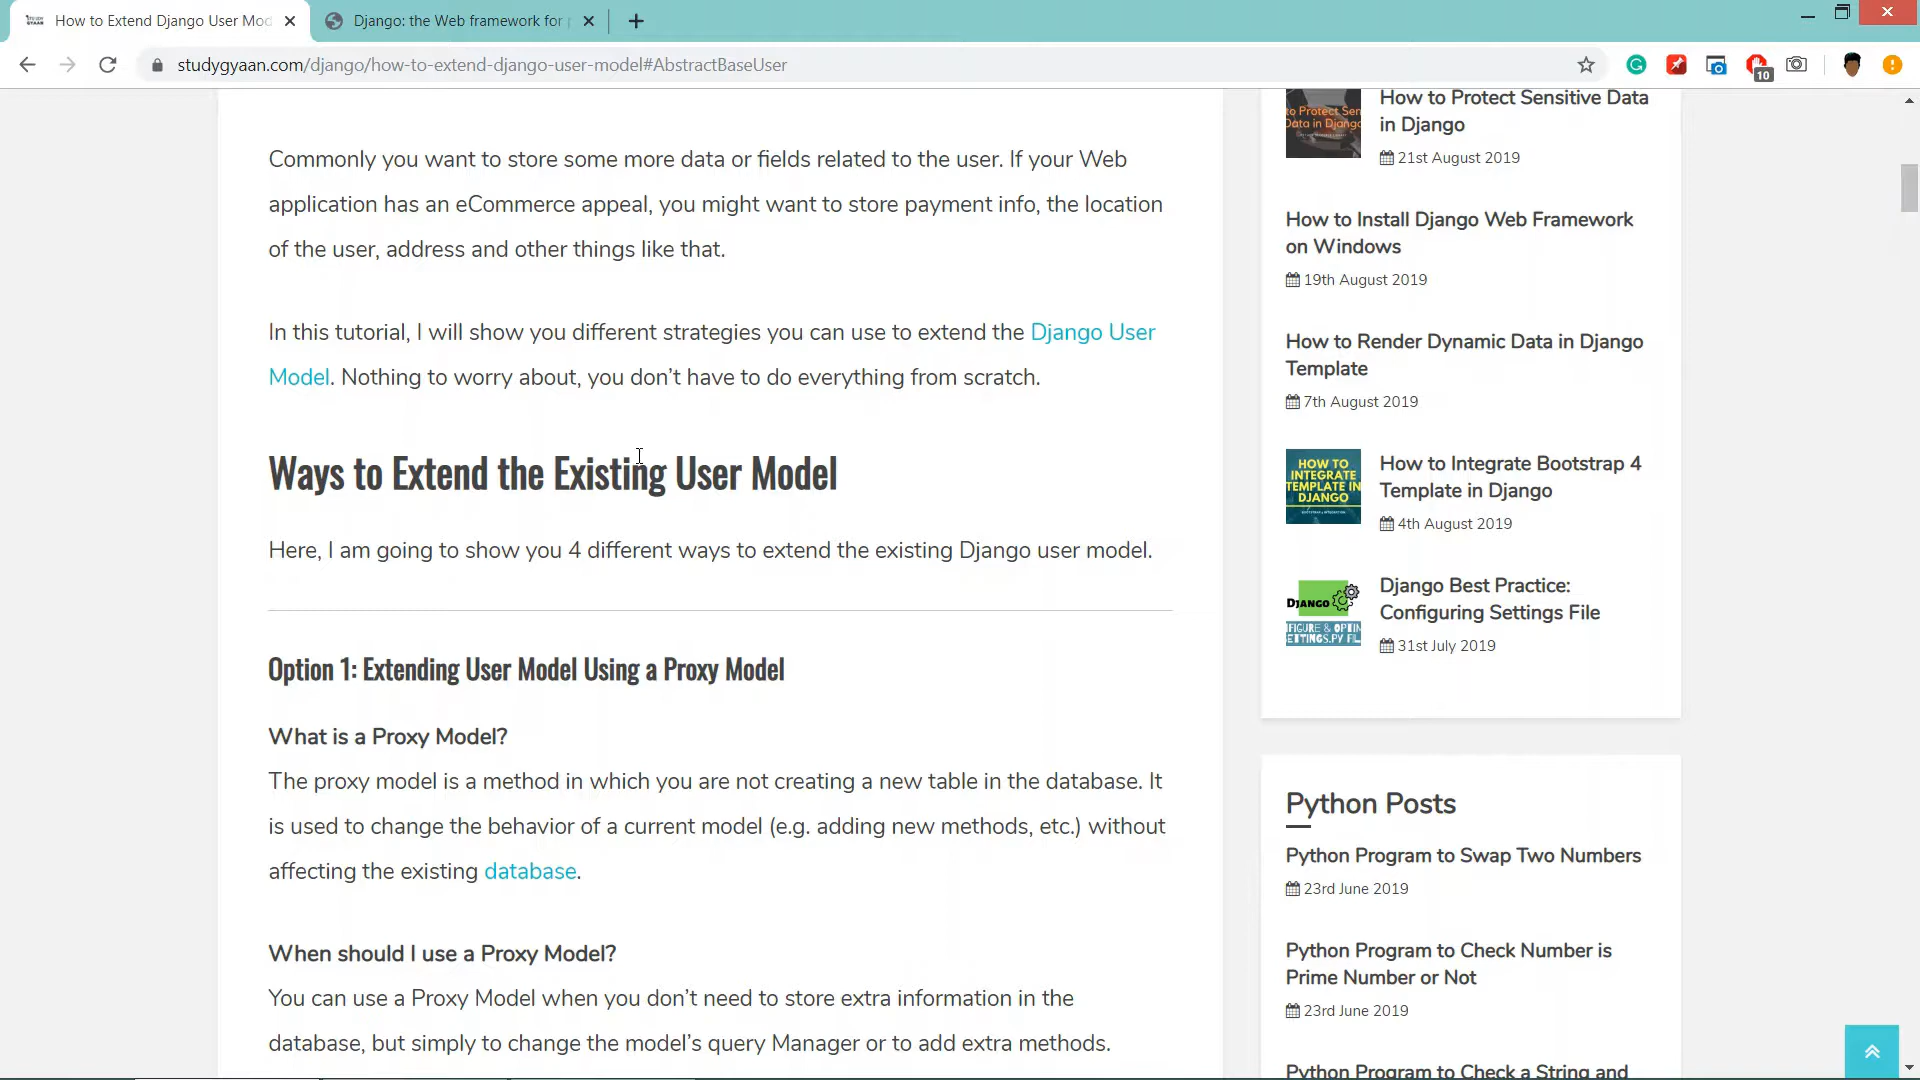 How to Extend Django User Mod
Django: the Web framework for
studygyaan.com/django/how-to-extend-django-user-model#AbstractBaseUser
10
Commonly you want to store some more data or fields related to the user. If your Web
application has an eCommerce appeal, you might want to store payment info, the location
of the user, address and other things like that.
In this tutorial, I will show you different strategies you can use to extend the Django User
Model. Nothing to worry about, you don't have to do everything from scratch.
Ways to Extend the Existing User Model
Here, I am going to show you 4 different ways to extend the existing Django user model.
Option 1: Extending User Model Using a Proxy Model
What is a Proxy Model?
The proxy model is a method in which you are not creating a new table in the database. It
is used to change the behavior of a current model (e.g. adding new methods, etc.) without
affecting the existing database.
When should I use a Proxy Model?
You can use a Proxy Model when you don't need to store extra information in the
database, but simply to change the model's query Manager or to add extra methods.
to Protect Sen
Data in Django
How to Protect Sensitive Data
in Django
21st August 2019
How to Install Django Web Framework
on Windows
19th August 2019
How to Render Dynamic Data in Django
Template
7th August 2019
HOW TO
INTEGRATE
TEMPLATE IN
DJANGO
How to Integrate Bootstrap 4
Template in Django
4th August 2019
DJANGO
FIGURE & OPTIM
ETTINGS.PY FIL
Django Best Practice:
Configuring Settings File
31st July 2019
Python Posts
Python Program to Swap Two Numbers
23rd June 2019
Python Program to Check Number is
Prime Number or Not
23rd June 2019
Python Program to Check a String and